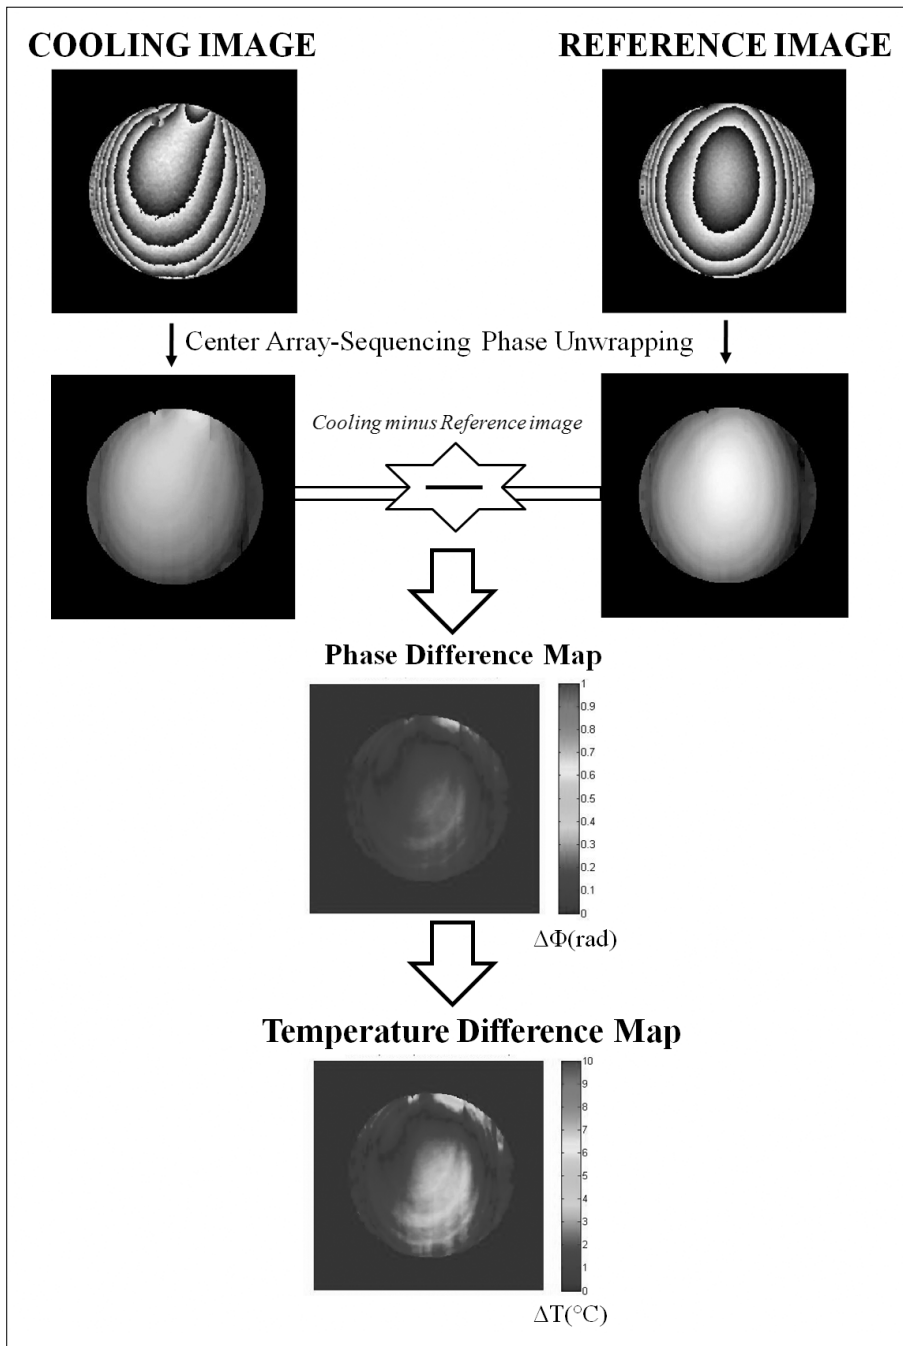 COOLING IMAGE
REFERENCE IMAGE
Center Array-Sequencing Phase Unwrapping
Cooling minus Reference image
Phase Difference Map
1
0.9
0.8
0.7
0.6
0.5
0.4
0.3
0.2
0.1
0
ΔΦ(rad)
Temperature Difference Map
10
9
8
7
6
5
4
3
2
1
0
ΔT(°C)